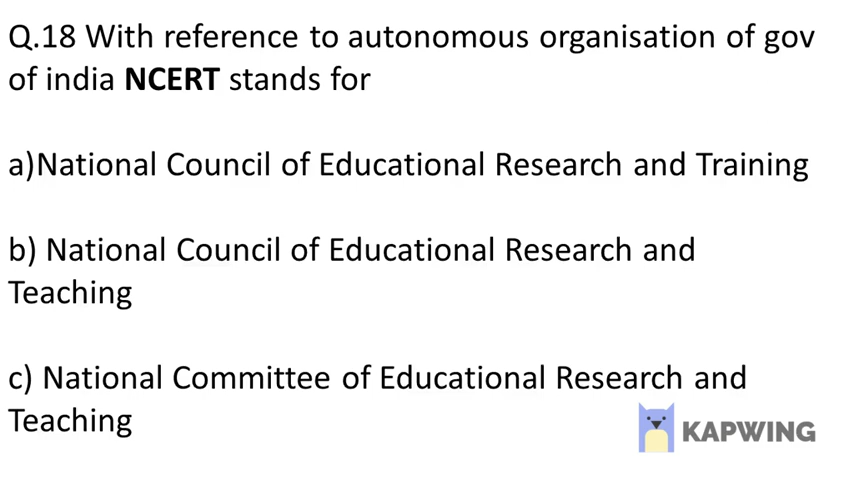 Q.18 With reference to autonomous organisation of gov
of india NCERT stands for
a)National Council of Educational Research and Training
b) National Council of Educational Research and
Teaching
c) National Committee of Educational Research and
Teaching
KAPWING